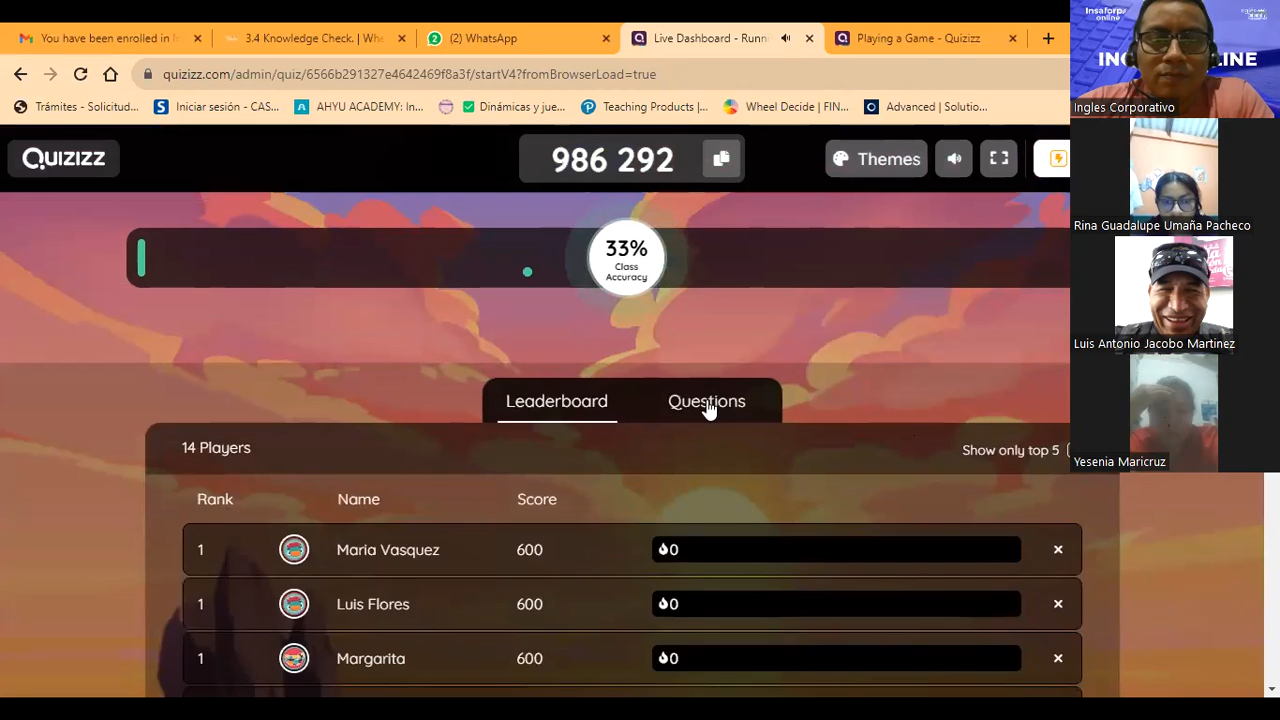 You have been enrolled in I
3.4 Knowledge Check. | Whe
(2) WhatsApp
Live Dashboard - Runn
Playing a Game - Quizizz
quizizz.com/admin/quiz/6566b291327e4642469f8a3f/startV4?fromBrowserLoad=true
Trámites - Solicitud...
Iniciar sesión - CAS...
AHYU ACADEMY: In...
Dinámicas y jue...
Teaching Products |...
Wheel Decide | FIN...
Advanced | Solutio...
Quizizz
986 292
Themes
33%
Class
Accuracy
Leaderboard
Questions
14 Players
Show only top 5
Rank
Name
Score
1 Maria Vasquez 600 0
1 Luis Flores 600 0
1 Margarita 600 0
Insaforp
online
Ingles Corporativo
Rina Guadalupe Umaña Pacheco
Luis Antonio Jacobo Martinez
Yesenia Maricruz